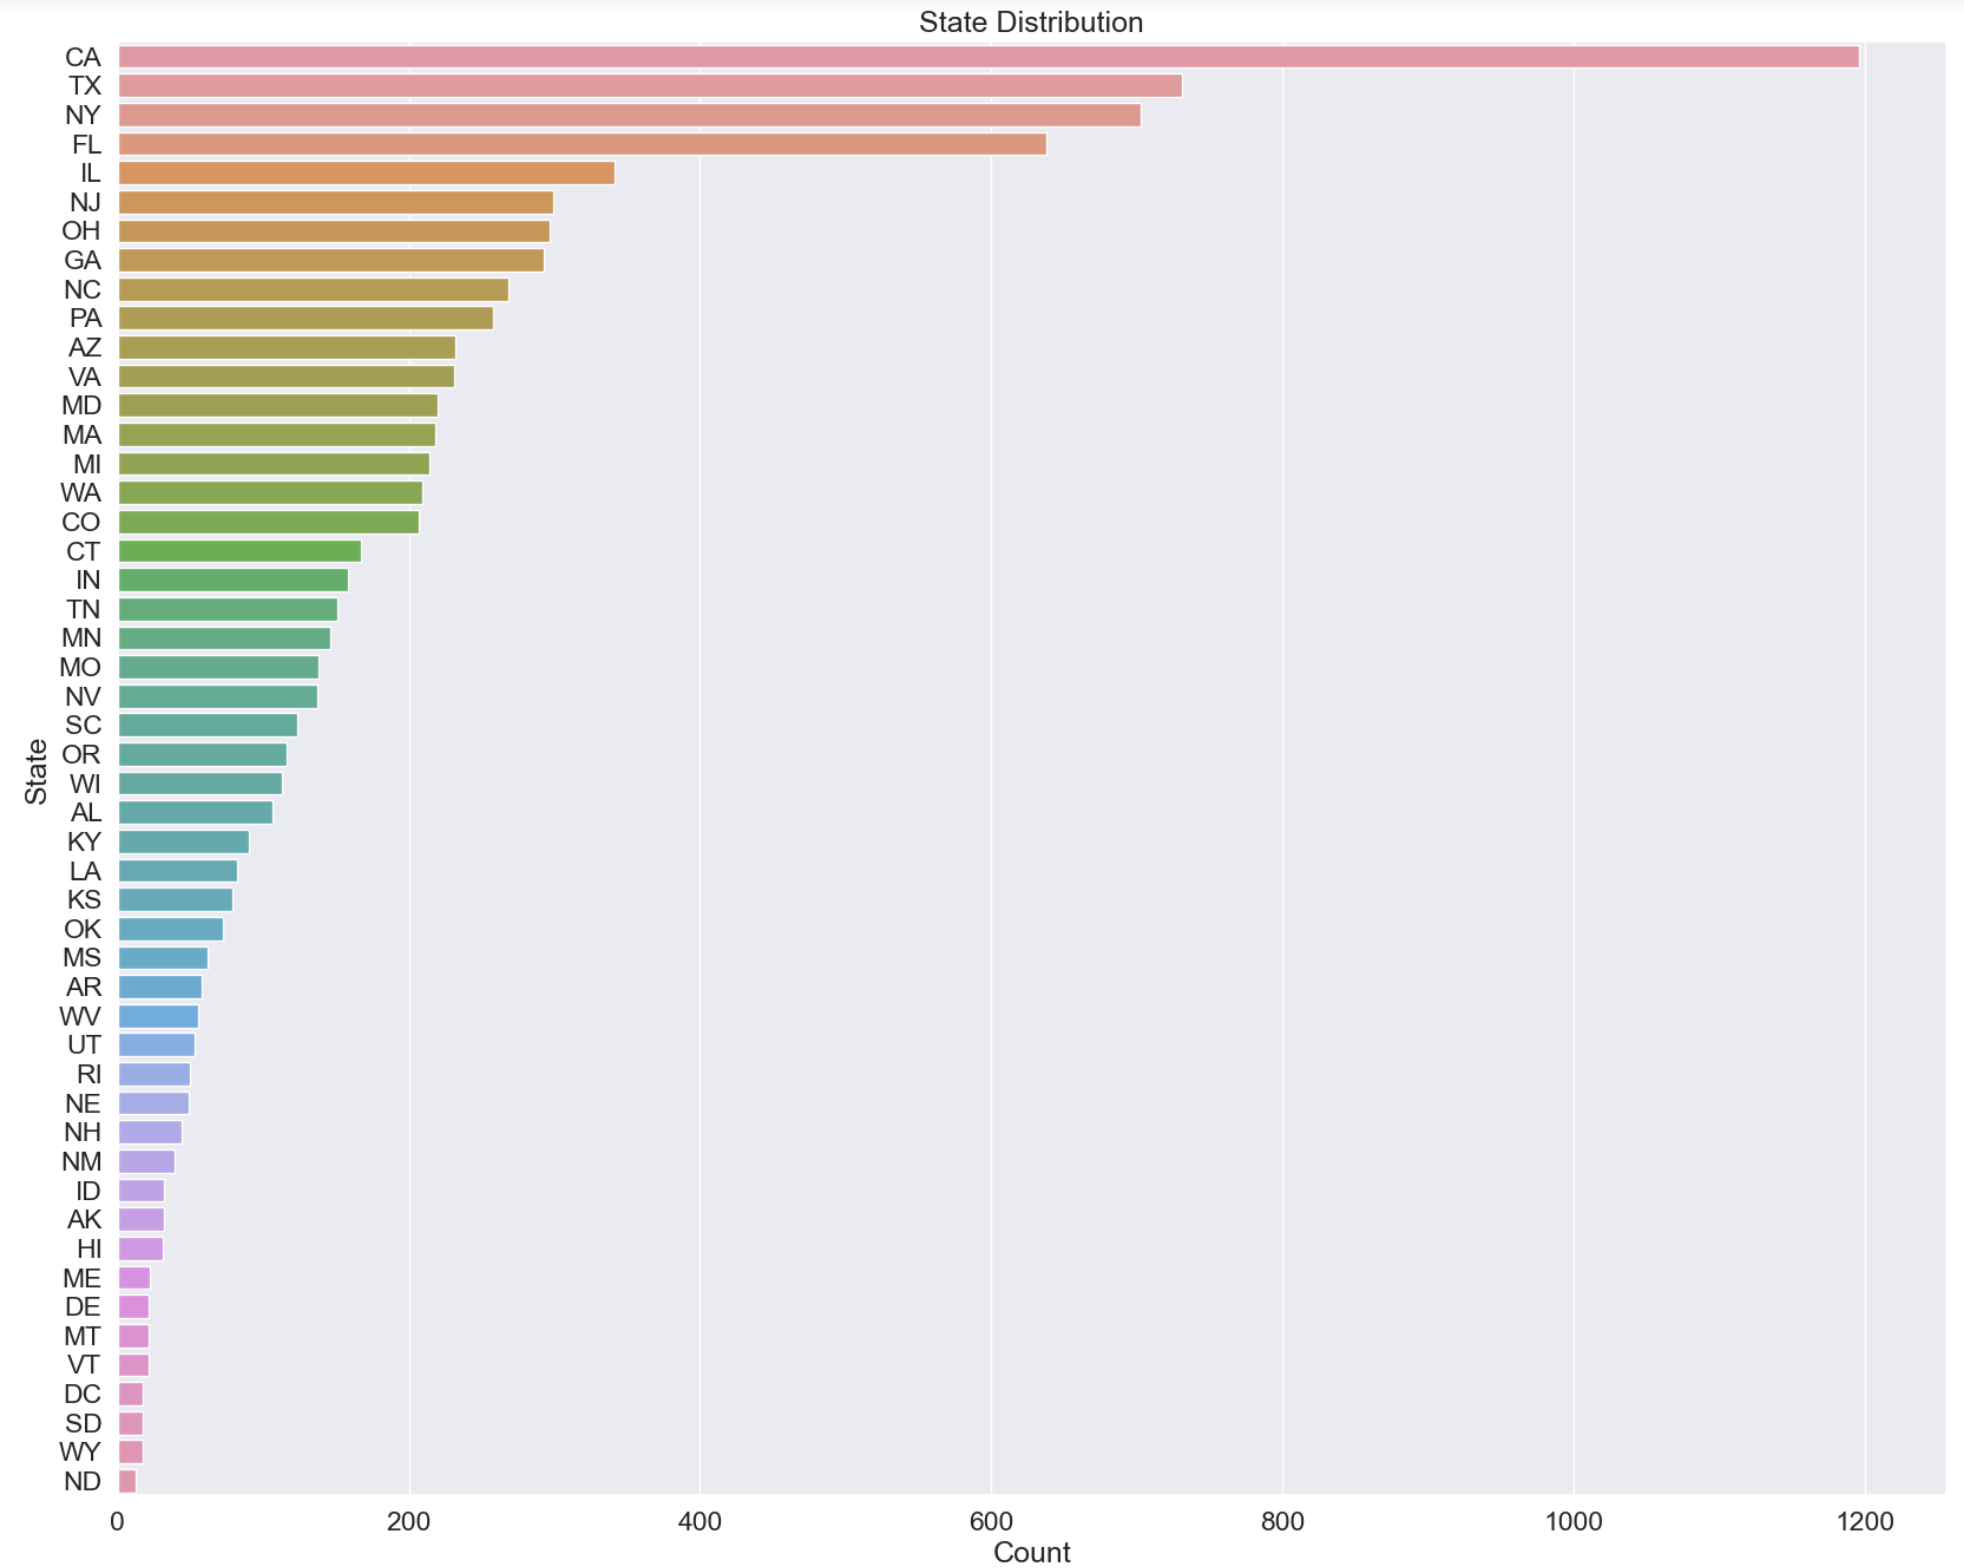 State Distribution
CA
TX
NY
FL
IL
NJ
OH
GA
NC
PA
AZ
VA
MD
MA
MI
WA
CO
CT
IN
TN
MN
MO
NV
SC
OR
WI
AL
KY
LA
KS
OK
MS
AR
WV
UT
RI
NE
NH
NM
ID
AK
HI
ME
DE
MT
VT
DC
SD
WY
ND
State
0 200 400 600 800 1000 1200
Count